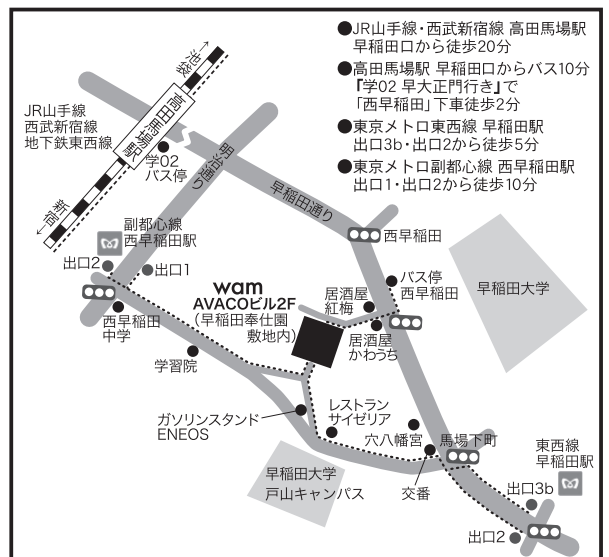 ●JR山手線・西武新宿線 高田馬場駅
早稲田口から徒歩20分
●高田馬場駅 早稲田口からバス10分
『学02 早大正門行き』で
「西早稲田」下車徒歩2分
●東京メトロ東西線 早稲田駅
出口3b・出口2から徒歩5分
●東京メトロ副都心線 西早稲田駅
出口1・出口2から徒歩10分
←池袋
JR山手線
西武新宿線
地下鉄東西線
高田馬場駅
学02
バス停
明治通り
早稲田通り
新宿→
副都心線
西早稲田駅
出口2
出口1
西早稲田
バス停
西早稲田
早稲田大学
wam
AVACOビル2F
(早稲田奉仕園
敷地内)
居酒屋
紅梅
居酒屋
かわうち
西早稲田
中学
学習院
ガソリンスタンド
ENEOS
レストラン
サイゼリア
穴八幡宮
馬場下町
交番
早稲田大学
戸山キャンパス
東西線
早稲田駅
出口3b
出口2